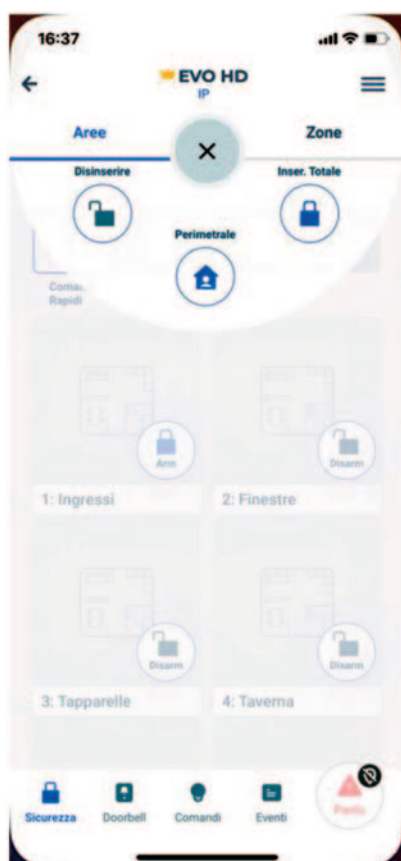 16:37
EVO HD
IP
Aree
Zone
Disinserire
Inser. Totale
Perimetrale
Rapidi
Arm
Disarm
1: Ingressi
2: Finestre
Disarm
Disarm
3: Tapparelle
4: Taverna
Sicurezza
Doorbell
Comandi
Eventi
Panic